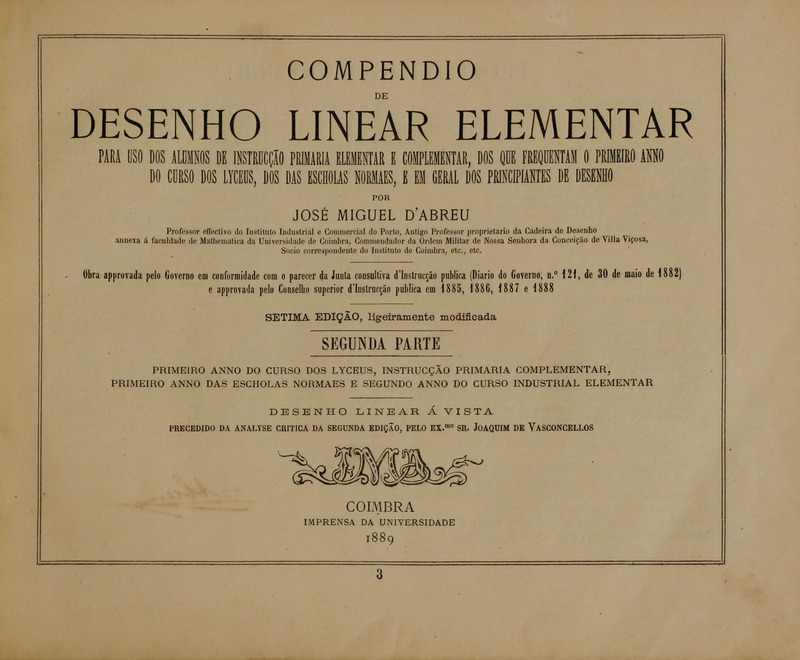 COMPENDIO
DE
DESENHO LINEAR ELEMENTAR
PARA USO DOS ALUMNOS DE INSTRUCÇÃO PRIMARIA ELEMENTAR E COMPLEMENTAR, DOS QUE FREQUENTAM O PRIMEIRO ANNO
DO CURSO DOS LYCEUS, DOS DAS ESCHOLAS NORMAES, E EM GERAL DOS PRINCIPIANTES DE DESENHO
POR
JOSÉ MIGUEL D'ABREU
Professor effectivo do Instituto Industrial e Commercial do Porto, Antigo Professor proprietario da Cadeira de Desenho
annexa á faculdade de Mathematica da Universidade de Coimbra, Commendador da Ordem Militar de Nossa Senhora da Conceição de Villa Viçosa,
Socio correspondente do Instituto de Coimbra, etc., etc.
Obra approvada pelo Governo em conformidade com o parecer da Junta consultiva d'Instrucção publica (Diario do Governo, n.º 121, de 30 de maio de 1882)
e approvada pelo Conselho superior d'Instrucção publica em 1885, 1886, 1887 e 1888
SETIMA EDIÇÃO, ligeiramente modificada
SEGUNDA PARTE
PRIMEIRO ANNO DO CURSO DOS LYCEUS, INSTRUCÇÃO PRIMARIA COMPLEMENTAR,
PRIMEIRO ANNO DAS ESCHOLAS NORMAES E SEGUNDO ANNO DO CURSO INDUSTRIAL ELEMENTAR
DESENHO LINEAR Á VISTA
PRECEDIDO DA ANALYSE CRITICA DA SEGUNDA EDIÇÃO, PELO EX.mo SR. JOAQUIM DE VASCONCELLOS
JMA
COIMBRA
IMPRENSA DA UNIVERSIDADE
1889
3